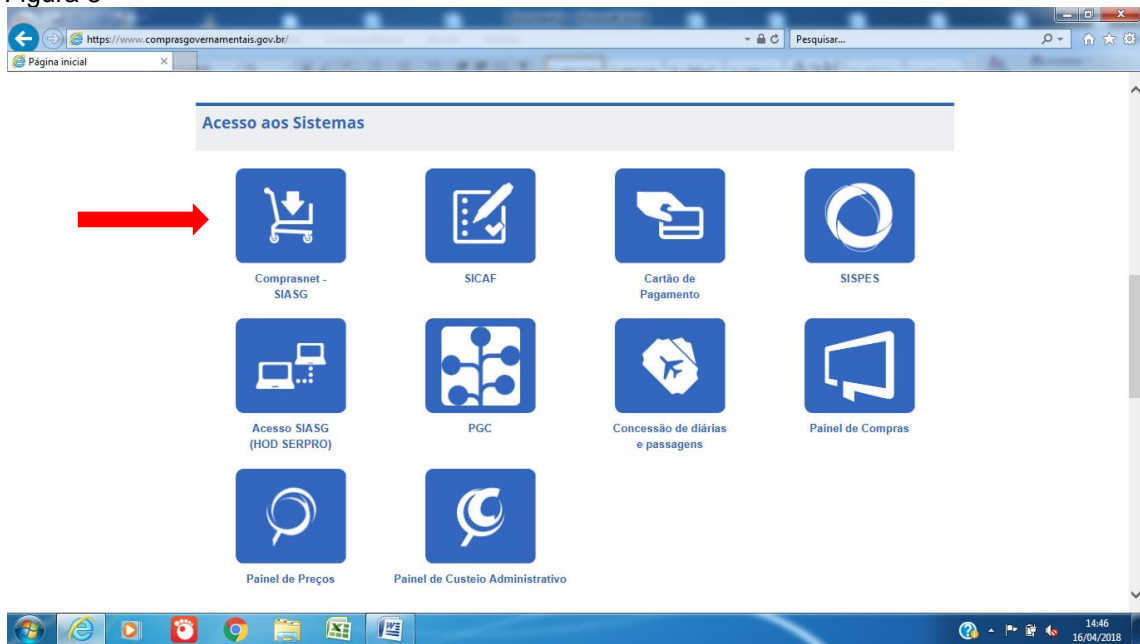 https://www.comprasgovernamentais.gov.br/
Pesquisar...
Página inicial
Acesso aos Sistemas
Comprasnet -
SIASG
SICAF
Cartão de
Pagamento
SISPES
Acesso SIASG
(HOD SERPRO)
PGC
Concessão de diárias
e passagens
Painel de Compras
Painel de Preços
Painel de Custeio Administrativo
14:46
16/04/2018